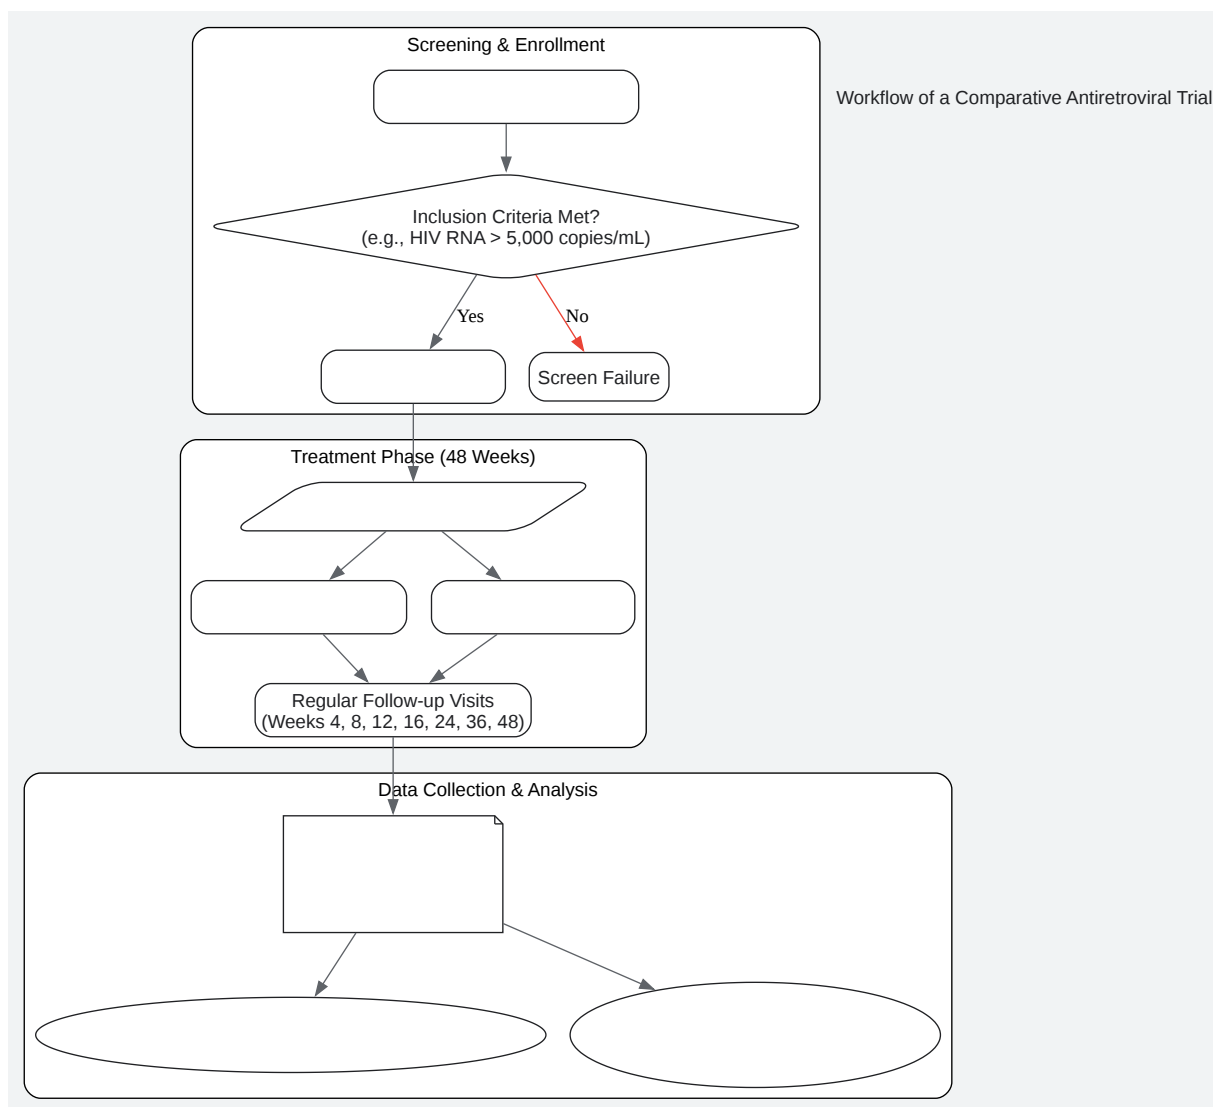 Screening & Enrollment
Workflow of a Comparative Antiretroviral Trial
Inclusion Criteria Met?
(e.g., HIV RNA > 5,000 copies/mL)
Yes
No
Screen Failure
Treatment Phase (48 Weeks)
Regular Follow-up Visits
(Weeks 4, 8, 12, 16, 24, 36, 48)
Data Collection & Analysis